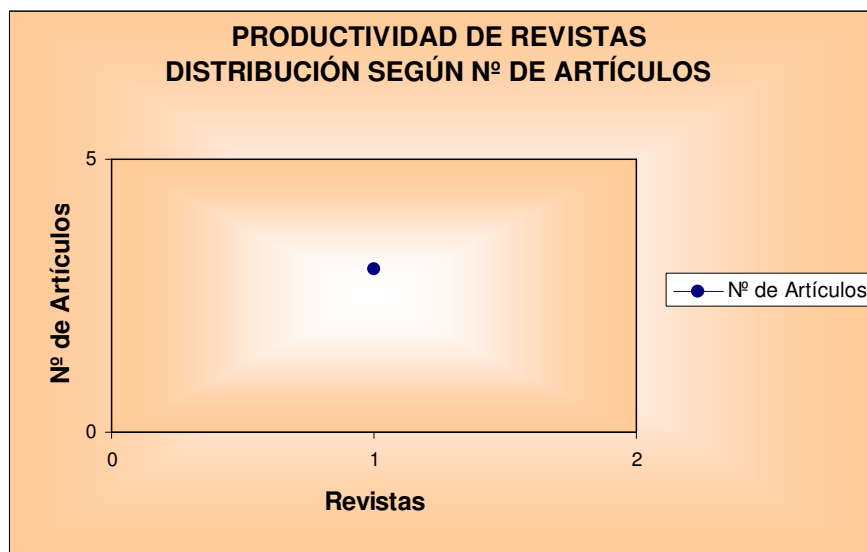 PRODUCTIVIDAD DE REVISTAS
DISTRIBUCIÓN SEGÚN Nº DE ARTÍCULOS
5
Nº de Artículos
Nº de Artículos
0
0 1 2
Revistas